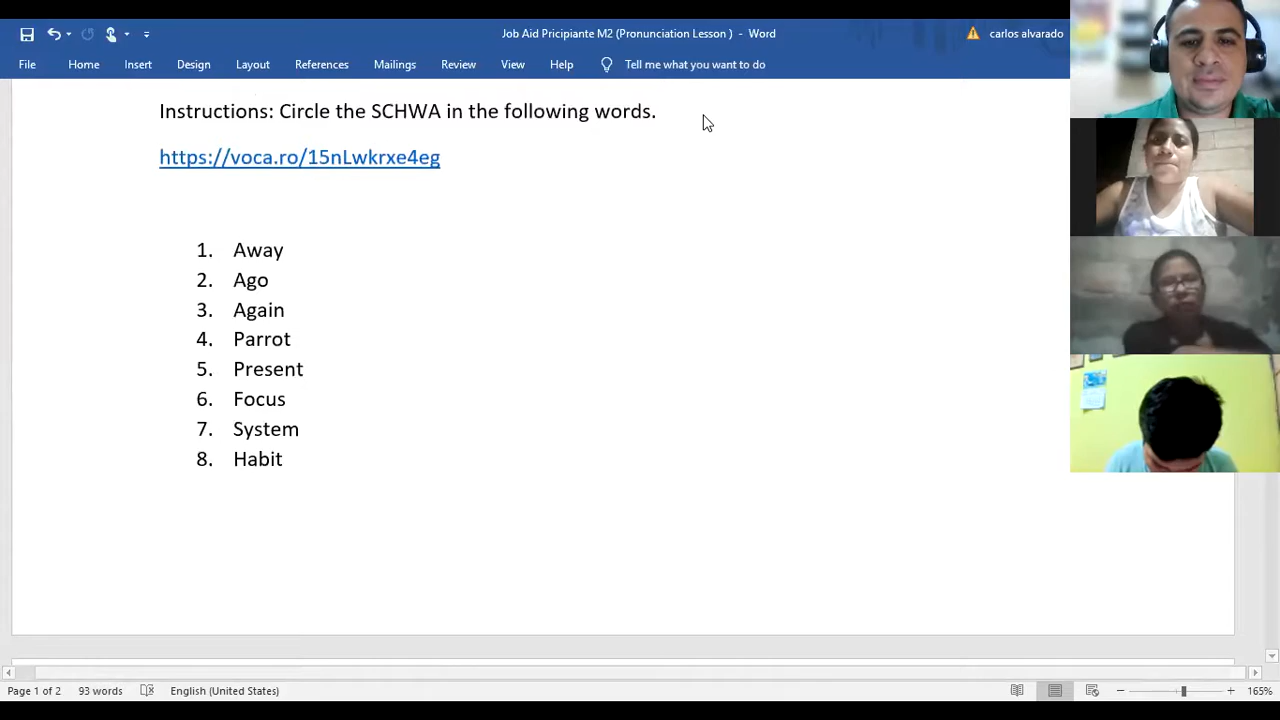 Job Aid Pricipiante M2 (Pronunciation Lesson ) - Word
carlos alvarado
File Home Insert Design Layout References Mailings Review View Help Tell me what you want to do
Instructions: Circle the SCHWA in the following words.
https://voca.ro/15nLwkrxe4eg
1. Away
2. Ago
3. Again
4. Parrot
5. Present
6. Focus
7. System
8. Habit
Page 1 of 2 93 words English (United States) 165%